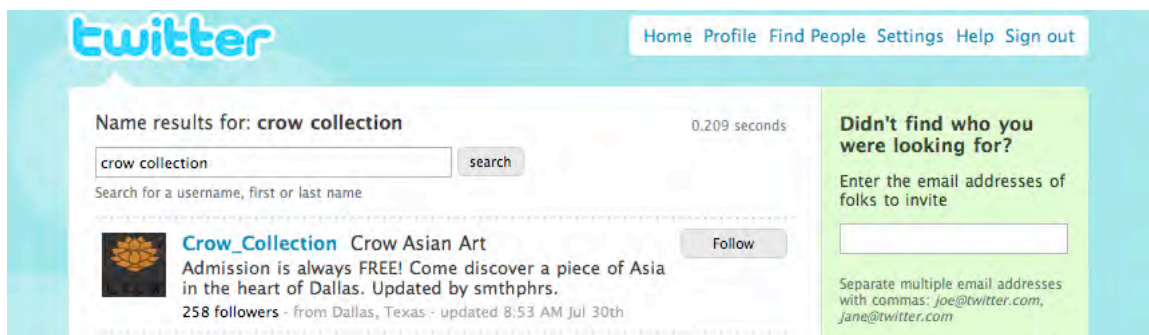 twitter
Home Profile Find People Settings Help Sign out
Name results for: crow collection
0.209 seconds
crow collection
search
Search for a username, first or last name
Crow_Collection Crow Asian Art
Follow
Admission is always FREE! Come discover a piece of Asia
in the heart of Dallas. Updated by smthphrs.
258 followers - from Dallas, Texas - updated 8:53 AM Jul 30th
Didn't find who you
were looking for?
Enter the email addresses of
folks to invite
Separate multiple email addresses
with commas: joe@twitter.com,
jane@twitter.com